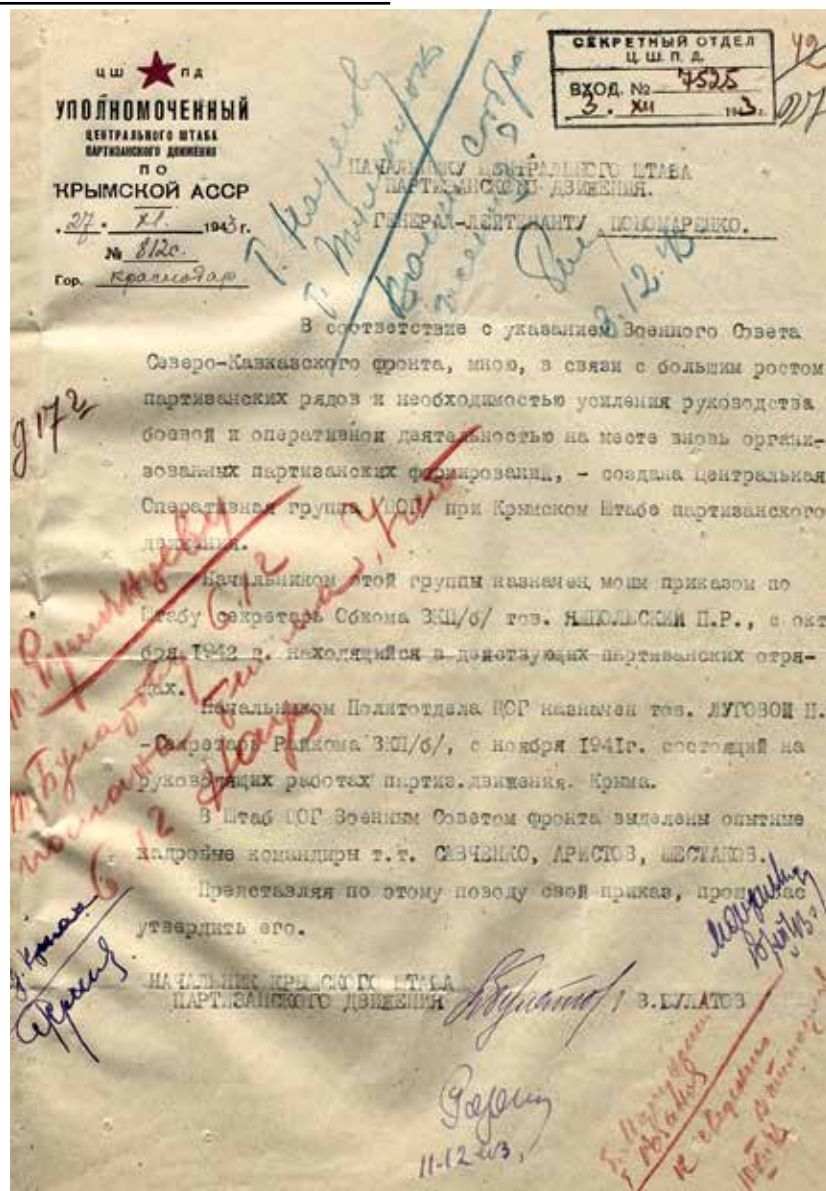 ЦШ ПД
УПОЛНОМОЧЕННЫЙ
ЦЕНТРАЛЬНОГО ШТАБА
ПАРТИЗАНСКОГО ДВИЖЕНИЯ
ПО
КРЫМСКОЙ АССР
27 XI 1943 г.
№ 812с.
Гор. Краснодар
СЕКРЕТНЫЙ ОТДЕЛ
Ц. Ш. П. Д.
ВХОД. № 7525
3. XII 1943 г.
НАЧАЛЬНИКУ ЦЕНТРАЛЬНОГО ШТАБА
ПАРТИЗАНСКОГО ДВИЖЕНИЯ.
ГЕНЕРАЛ-ЛЕЙТЕНАНТУ ПОНОМАРЕНКО.
В соответствие с указанием Военного Совета
Северо-Кавказского фронта, мною, в связи с большим ростом
партизанских рядов и необходимостью усиления руководства
боевой и оперативной деятельностью на месте вновь органи-
зованных партизанских формирований, - создана Центральная
Оперативная группа /ЦОГ/ при Крымском Штабе партизанского
движения.
Начальником этой группы назначен, моим приказом по
Штабу секретарь Обкома ВКП/б/ тов. ЯМПОЛЬСКИЙ П.Р., с окт
бря 1942 г. находящийся в действующих партизанских отря-
дах.
Начальником Политотдела ЦОГ назначен тов. ЛУГОВОЙ Н.
-Секретарь Райкома ВКП/б/, с ноября 1941г. состоящий на
руководящих работах партиз.движения. Крыма.
В Штаб ЦОГ Военным Советом фронта выделены опытные
кадровые командиры т.т. САВЧЕНКО, АРИСТОВ, ШЕСТАКОВ.
Представляя по этому поводу свой приказ, прошу Вас
утвердить его.
НАЧАЛЬНИК КРЫМСКОГО ШТАБА
ПАРТИЗАНСКОГО ДВИЖЕНИЯ / В.БУЛАТОВ
11-12-43